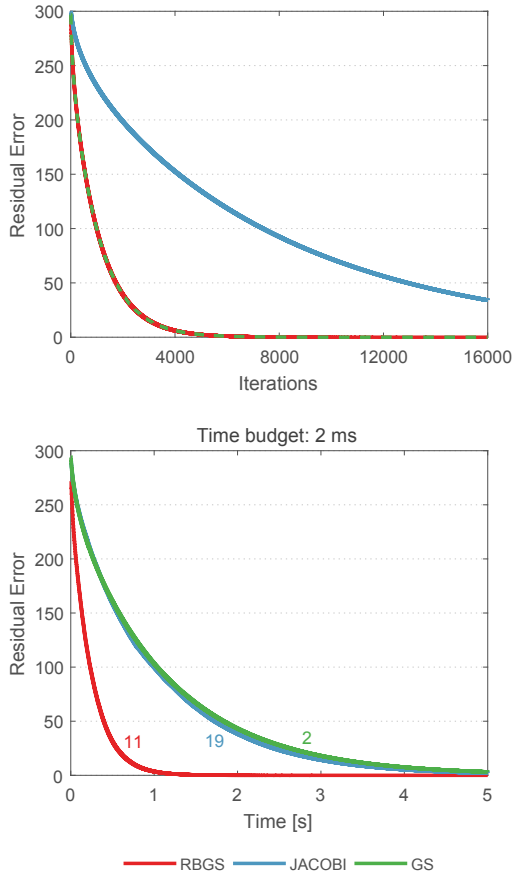 300
250
200
150
100
50
0
Residual Error
0 4000 8000 12000 16000
Iterations
Time budget: 2 ms
300
250
200
150
100
50
0
Residual Error
11 19 2
0 1 2 3 4 5
Time [s]
RBGS JACOBI GS